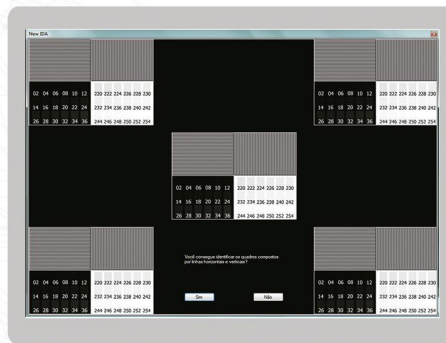 New IDA
02 04 06 08 10 12 220 222 224 226 228 230
14 16 18 20 22 24 232 234 236 238 240 242
26 28 30 32 34 36 244 246 248 250 252 254
02 04 06 08 10 12 220 222 224 226 228 230
14 16 18 20 22 24 232 234 236 238 240 242
26 28 30 32 34 36 244 246 248 250 252 254
02 04 06 08 10 12 220 222 224 226 228 230
14 16 18 20 22 24 232 234 236 238 240 242
26 28 30 32 34 36 244 246 248 250 252 254
Você consegue identificar os quadros compostos
por linhas horizontais e verticais?
Sim Não
02 04 06 08 10 12 220 222 224 226 228 230
14 16 18 20 22 24 232 234 236 238 240 242
26 28 30 32 34 36 244 246 248 250 252 254
02 04 06 08 10 12 220 222 224 226 228 230
14 16 18 20 22 24 232 234 236 238 240 242
26 28 30 32 34 36 244 246 248 250 252 254